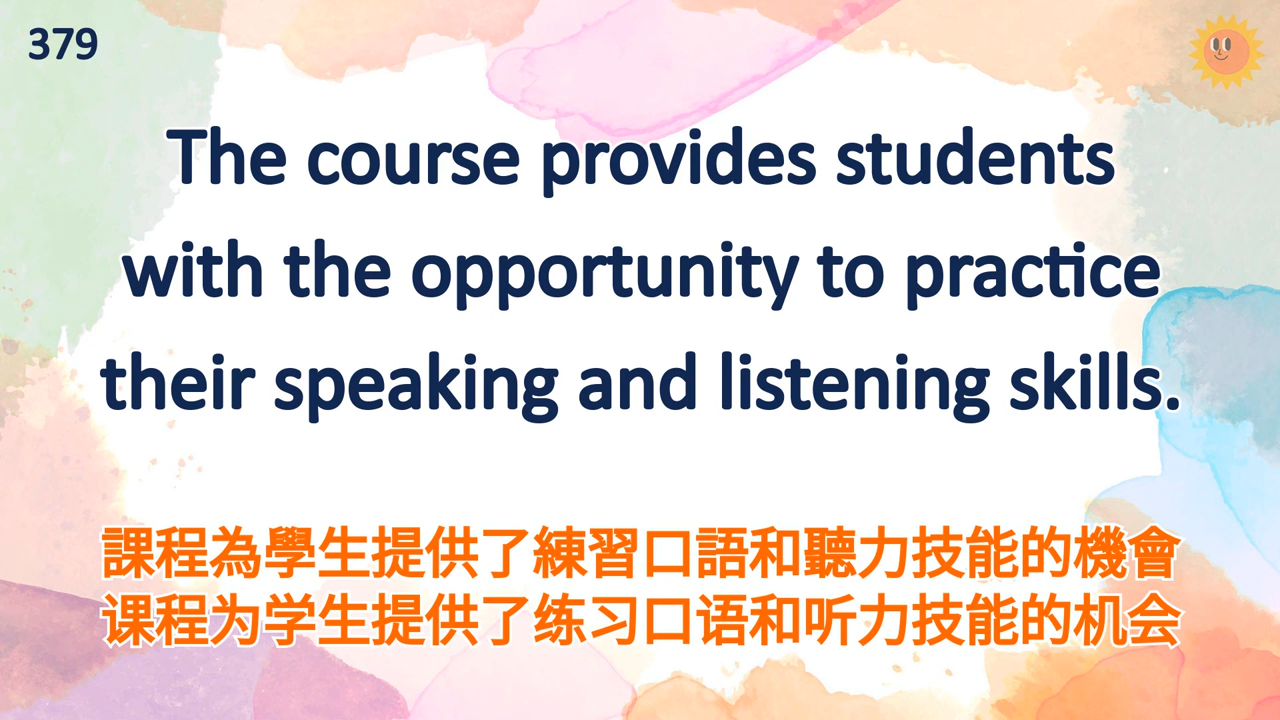 379
The course provides students
with the opportunity to practice
their speaking and listening skills.
課程為學生提供了練習口語和聽力技能的機會
课程为学生提供了练习口语和听力技能的机会